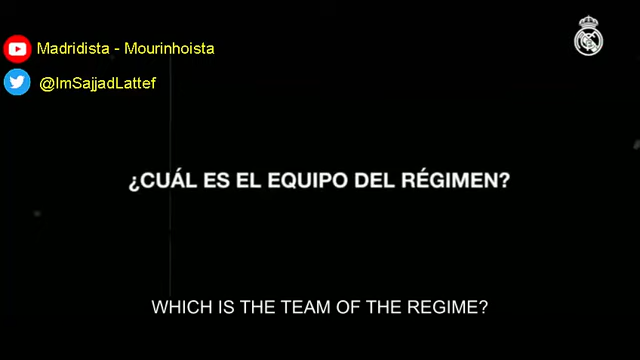 Madridista - Mourinhoista
@ImSajjadLattef
¿CUÁL ES EL EQUIPO DEL RÉGIMEN?
WHICH IS THE TEAM OF THE REGIME?